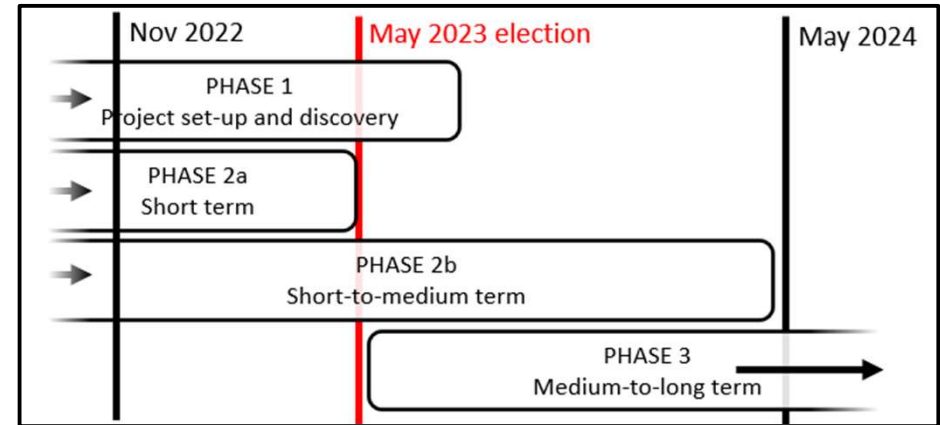 Nov 2022
May 2023 election
May 2024
PHASE 1
Project set-up and discovery
PHASE 2a
Short term
PHASE 2b
Short-to-medium term
PHASE 3
Medium-to-long term